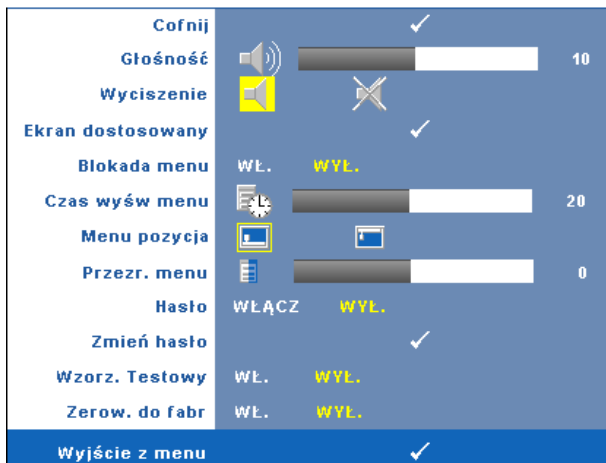 Cofnij
Głośność 10
Wyciszenie
Ekran dostosowany
Blokada menu WŁ. WYŁ.
Czas wyśw menu 20
Menu pozycja
Przezr. menu 0
Hasło WŁĄCZ WYŁ.
Zmień hasło
Wzorz. Testowy WŁ. WYŁ.
Zerow. do fabr WŁ. WYŁ.
Wyjście z menu